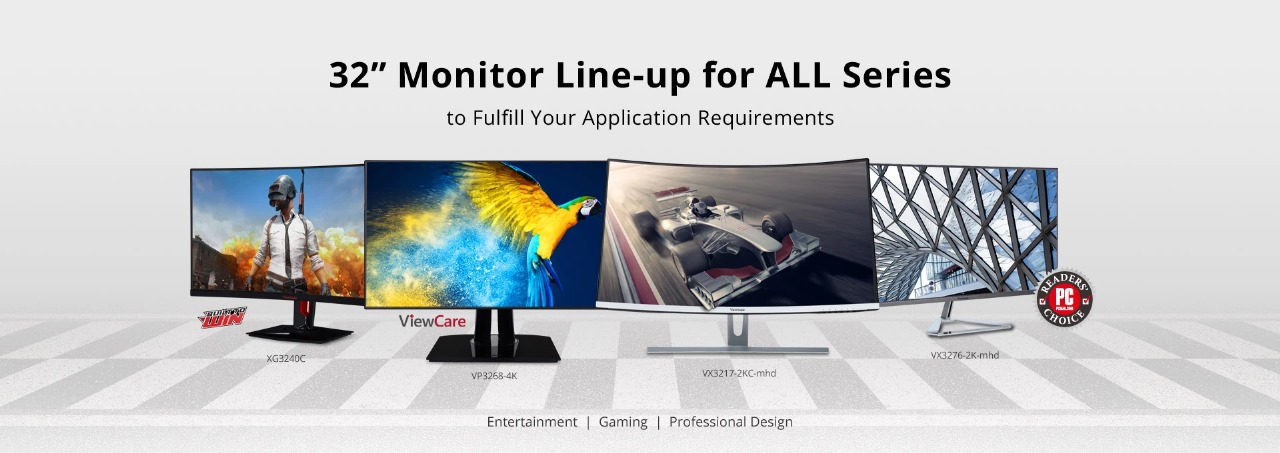 32” Monitor Line-up for ALL Series
to Fulfill Your Application Requirements
WIN
XG3240C
ViewCare
VP3268-4K
VX3217-2KC-mhd
VX3276-2K-mhd
READERS'
PC
CHOICE
Entertainment | Gaming | Professional Design